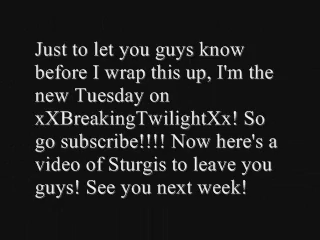 Just to let you guys know
before I wrap this up, I'm the
new Tuesday on
xXBreakingTwilightXx! So
go subscribe!!!! Now here's a
video of Sturgis to leave you
guys! See you next week!